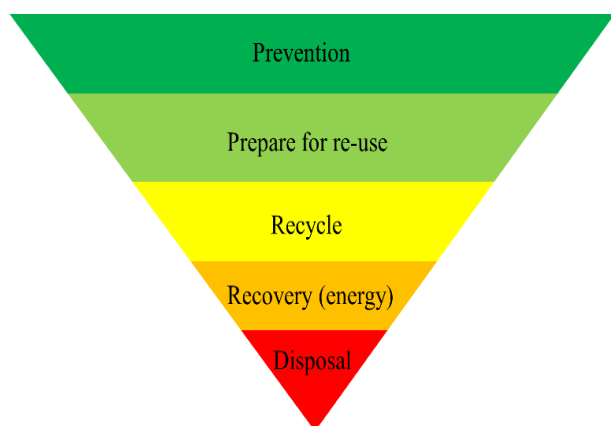 Prevention
Prepare for re-use
Recycle
Recovery (energy)
Disposal